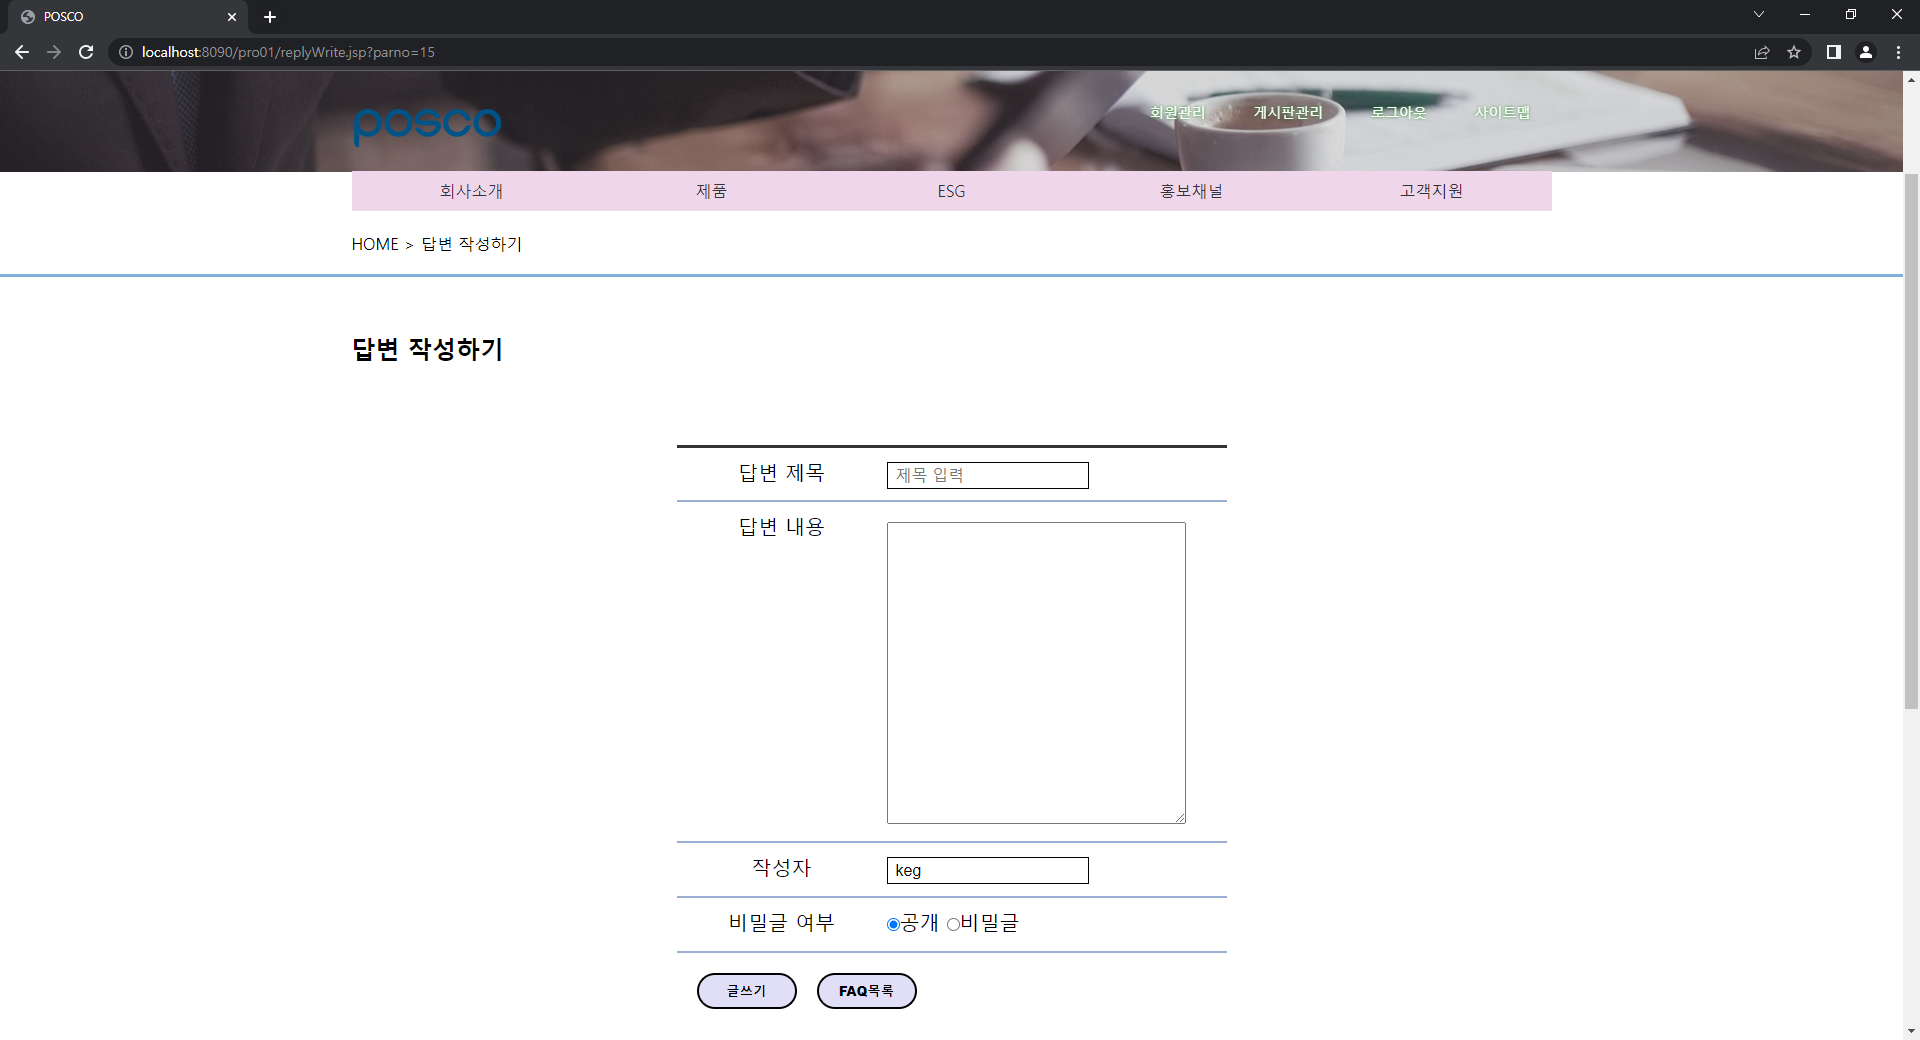 POSCO
localhost:8090/pro01/replyWrite.jsp?parno=15
posco
회원관리 게시판관리 로그아웃 사이트맵
회사소개 제품 ESG 홍보채널 고객지원
HOME > 답변 작성하기
답변 작성하기
답변 제목 제목 입력
답변 내용
작성자 keg
비밀글 여부 공개 비밀글
글쓰기 FAQ목록